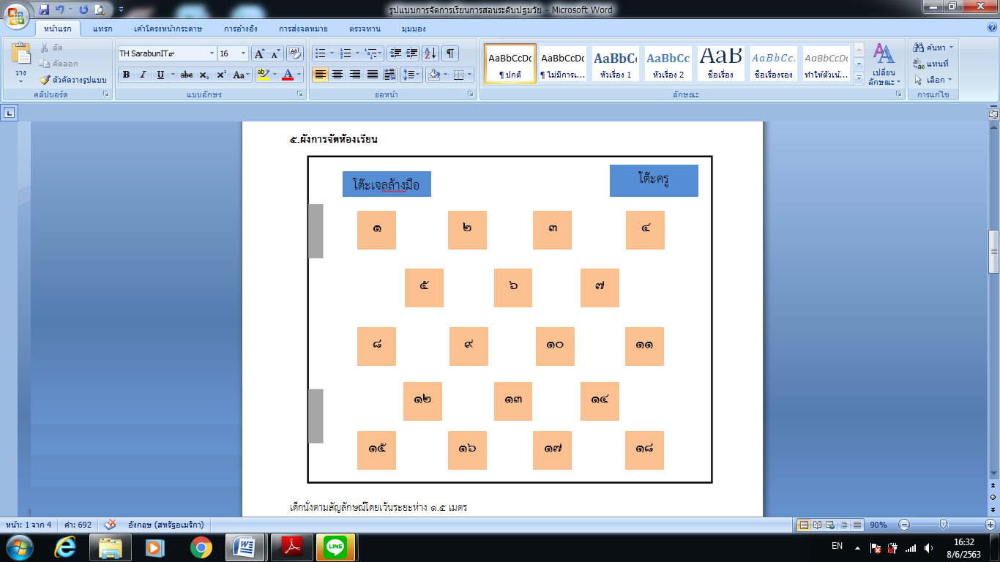 รูปแบบการจัดการเรียนการสอนระดับปฐมวัย - Microsoft Word
หน้าแรก แทรก เค้าโครงหน้ากระดาษ การอ้างอิง การส่งจดหมาย ตรวจทาน มุมมอง
วาง
ตัด
คัดลอก
ตัวคัดวางรูปแบบ
คลิปบอร์ด
TH SarabunIT๙ 16
แบบอักษร
ย่อหน้า
AaBbCcDc AaBbCcDc AaBbC AaBbCc AaB AaBbCc. AaBbCcDc
¶ ปกติ ¶ ไม่มีการเ... หัวเรื่อง 1 หัวเรื่อง 2 ชื่อเรื่อง ชื่อเรื่องรอง ทำให้ตัวเน้...
เปลี่ยน
ลักษณะ
ลักษณะ
ค้นหา
แทนที่
เลือก
การแก้ไข
๕.ผังการจัดห้องเรียน
โต๊ะเจลล้างมือ โต๊ะครู
๑ ๒ ๓ ๔
๕ ๖ ๗
๘ ๙ ๑๐ ๑๑
๑๒ ๑๓ ๑๔
๑๕ ๑๖ ๑๗ ๑๘
เด็กนั่งตามสัญลักษณ์โดยเว้นระยะห่าง ๑.๕ เมตร
หน้า: 1 จาก 4 คำ: 692 อังกฤษ (สหรัฐอเมริกา) 90%
LINE
EN
16:32
8/6/2563